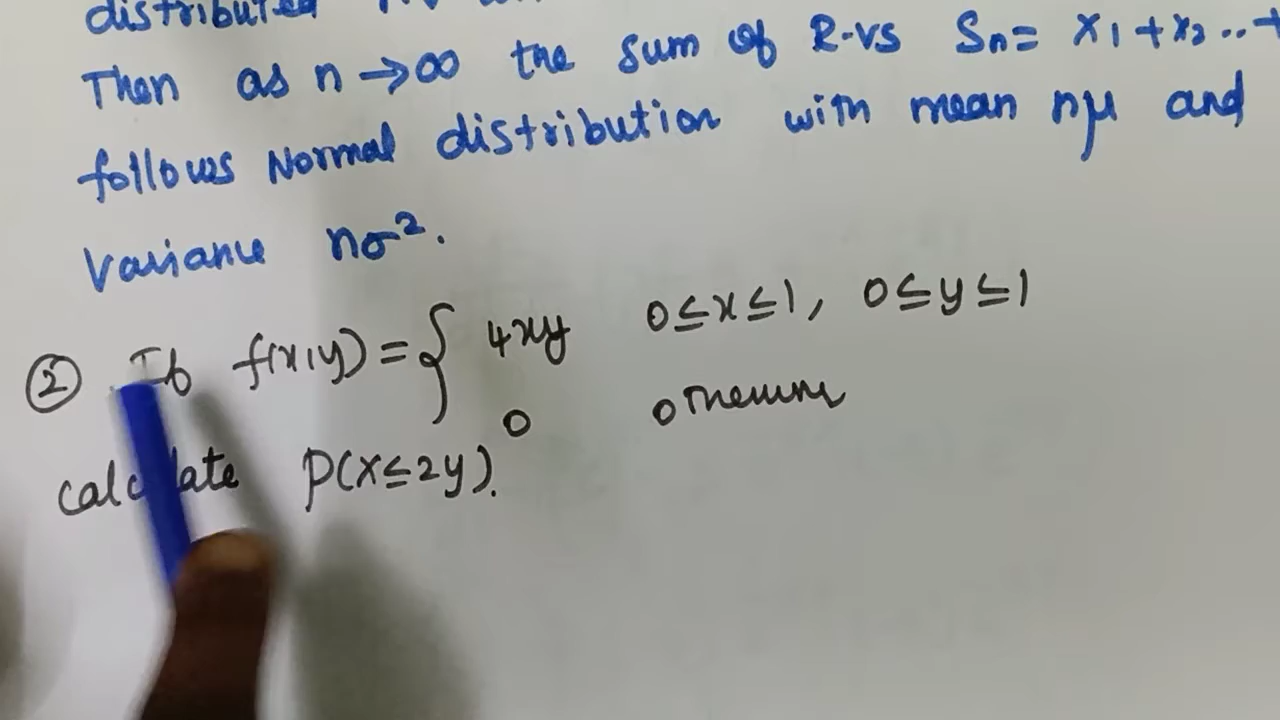 distributed
Then as n→∞ the sum of R.vs Sn= x1+x2..+
follows Normal distribution with mean nμ and
Variance nσ².
② If f(x,y)= { 4xy 0≤x≤1, 0≤y≤1
0 otherwise
calculate P(X≤2y).